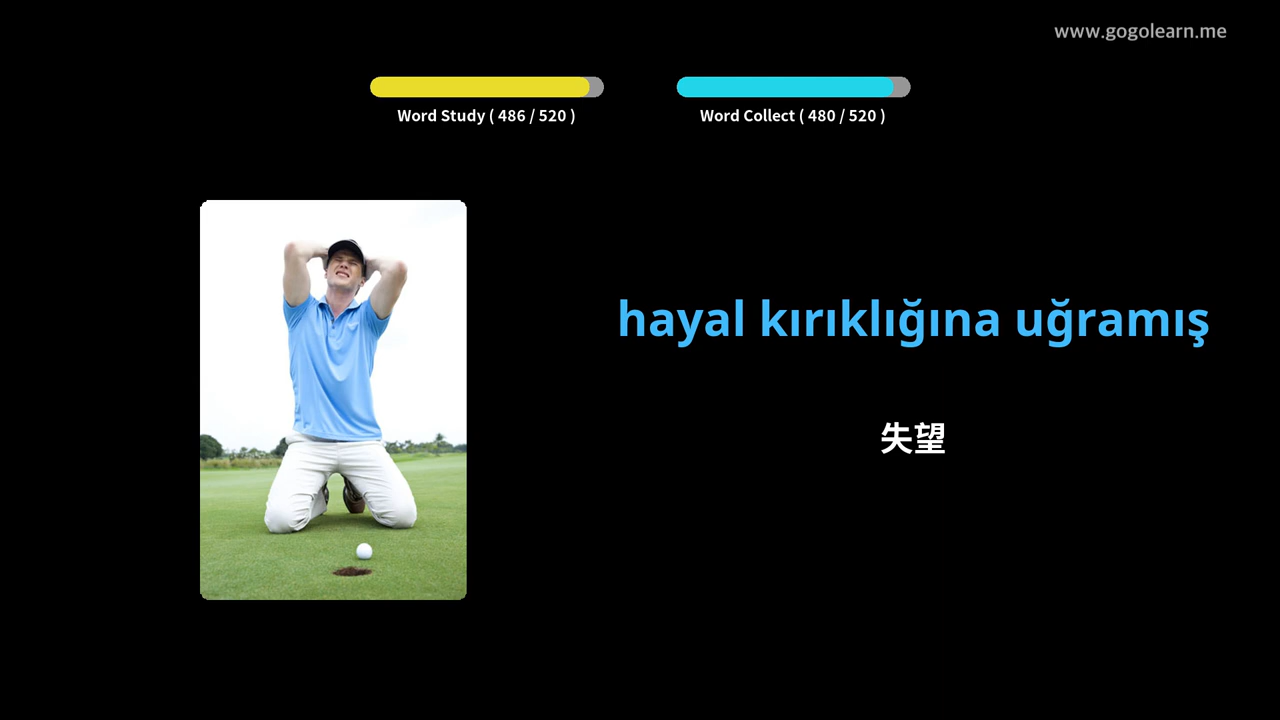 www.gogolearn.me
Word Study ( 486 / 520 )
Word Collect ( 480 / 520 )
hayal kırıklığına uğramış
失望